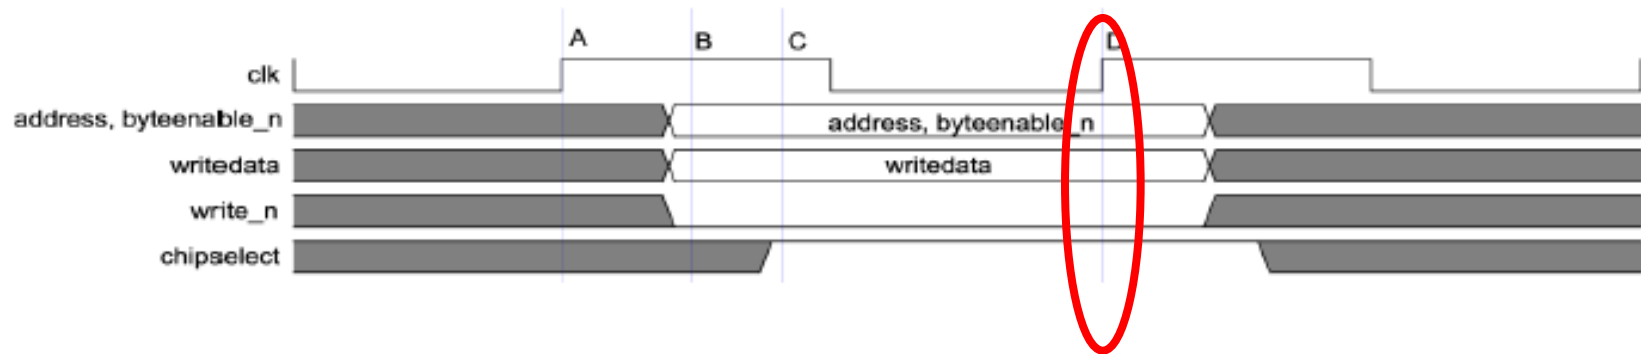 A B C D
clk
address, byteenable_n address, byteenable_n
writedata writedata
write_n
chipselect